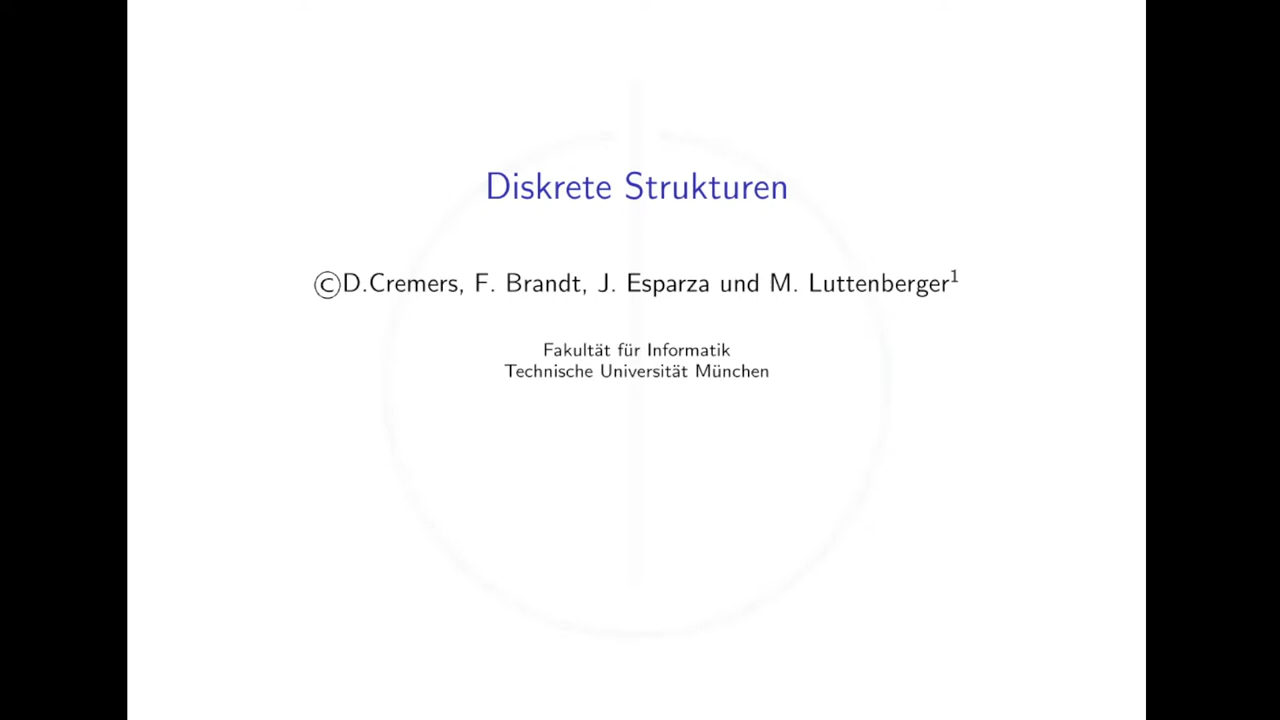 Diskrete Strukturen
©D.Cremers, F. Brandt, J. Esparza und M. Luttenberger¹
Fakultät für Informatik
Technische Universität München